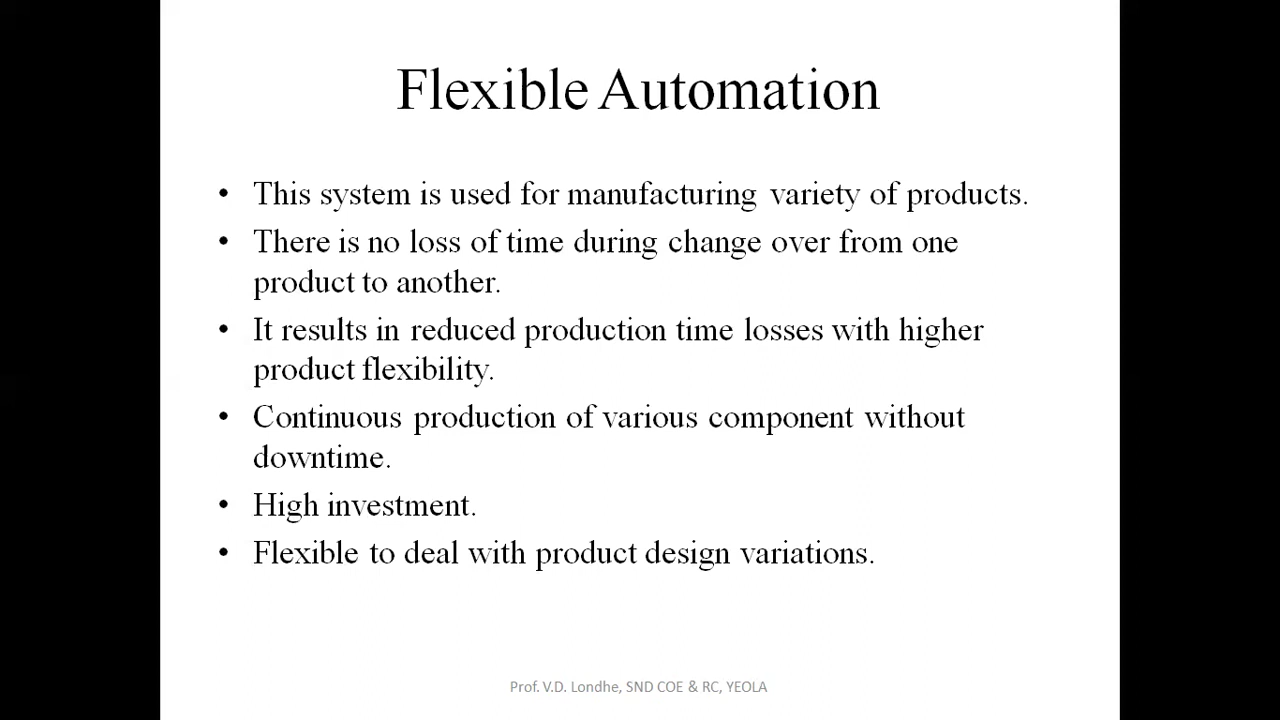 Flexible Automation
• This system is used for manufacturing variety of products.
• There is no loss of time during change over from one
product to another.
• It results in reduced production time losses with higher
product flexibility.
• Continuous production of various component without
downtime.
• High investment.
• Flexible to deal with product design variations.
Prof. V.D. Londhe, SND COE & RC, YEOLA